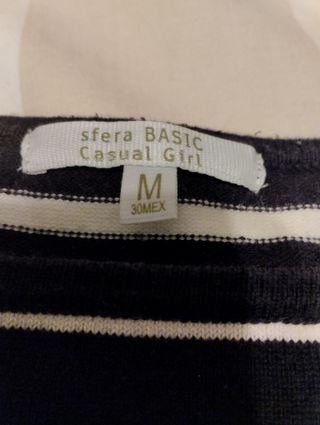 sfera BASIC
Casual Girl
M
30MEX